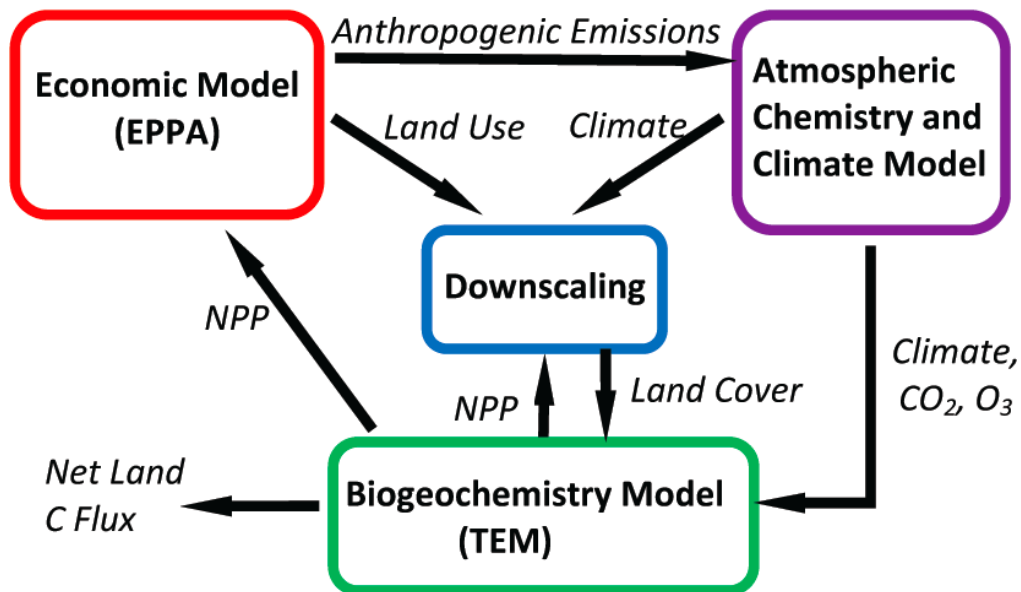 Anthropogenic Emissions
Economic Model
(EPPA)
Atmospheric
Chemistry and
Climate Model
Land Use
Climate
Downscaling
NPP
NPP
Land Cover
Climate,
CO₂, O₃
Net Land
C Flux
Biogeochemistry Model
(TEM)